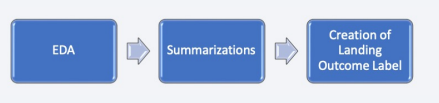 EDA
Summarizations
Creation of
Landing
Outcome Label